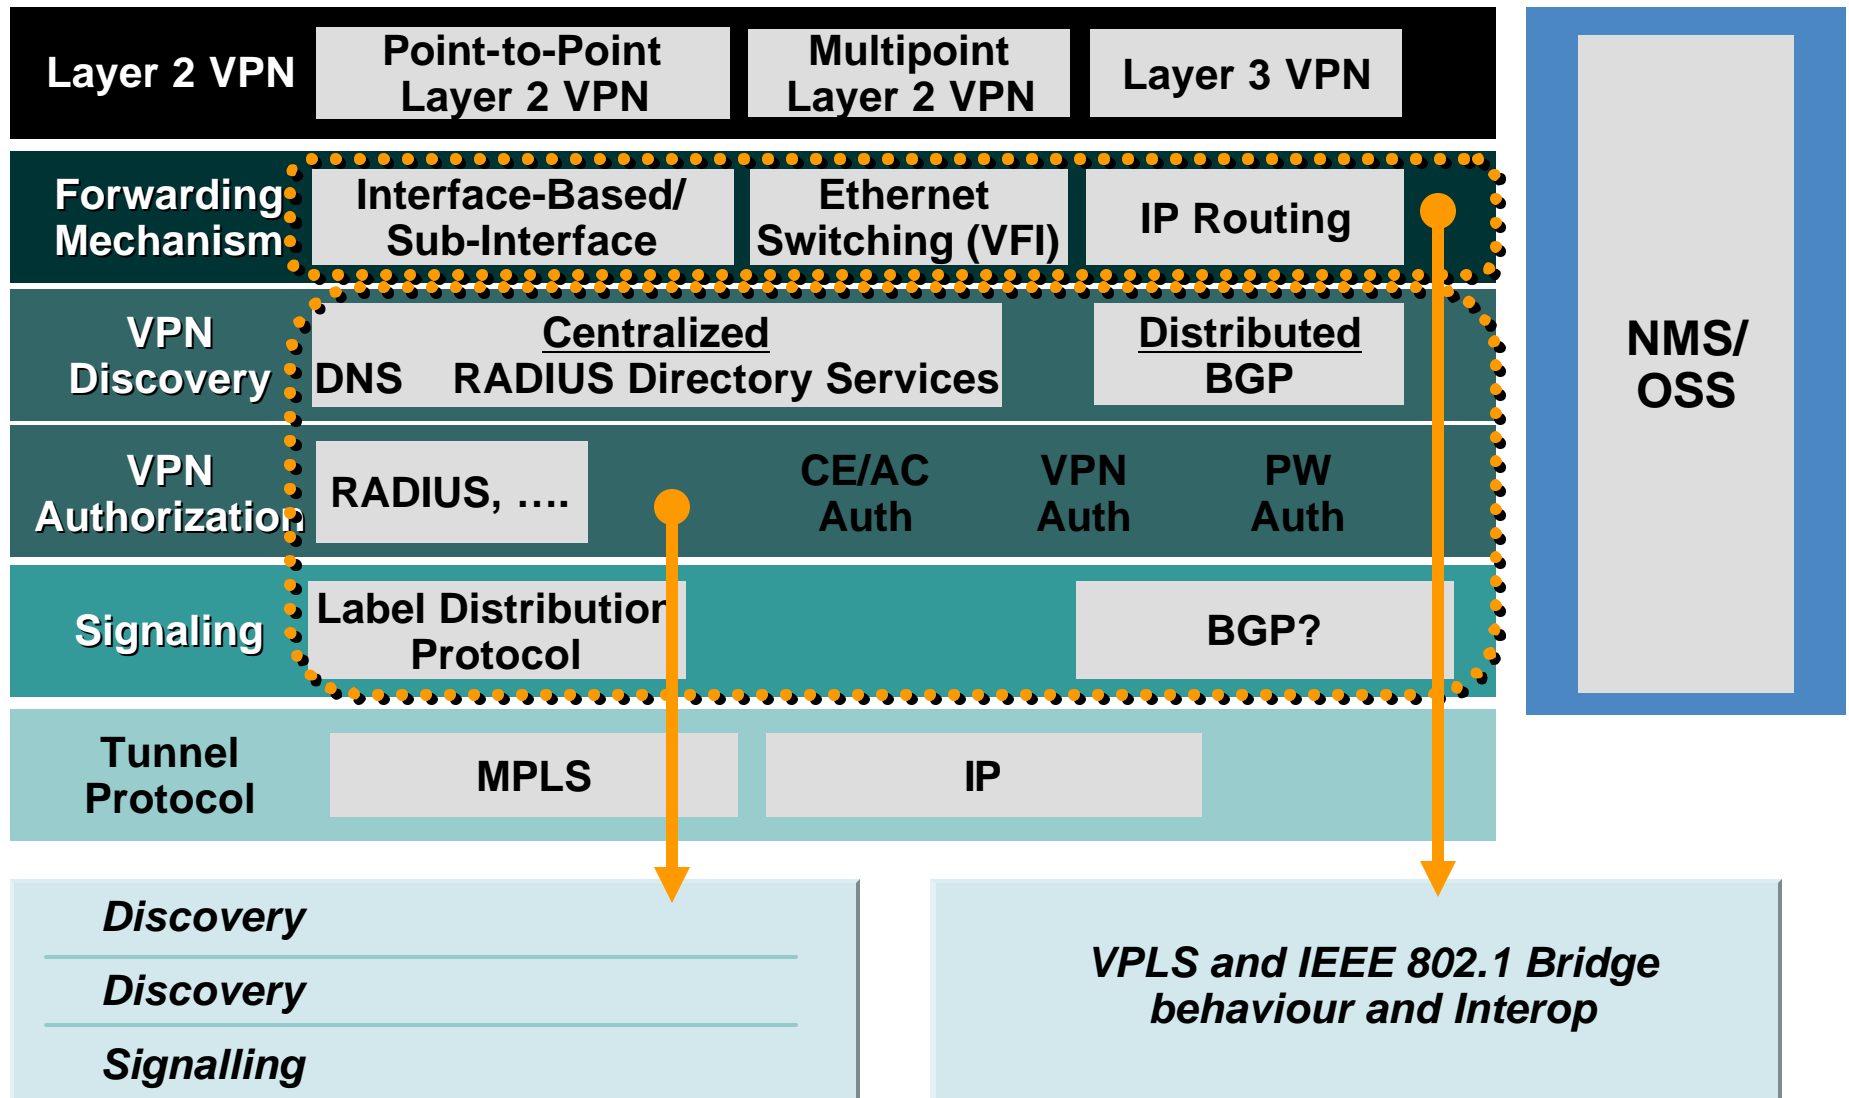 Layer 2 VPN
Point-to-Point
Layer 2 VPN
Multipoint
Layer 2 VPN
Layer 3 VPN
Forwarding
Mechanism
Interface-Based/
Sub-Interface
Ethernet
Switching (VFI)
IP Routing
VPN
Discovery
Centralized
DNS RADIUS Directory Services
Distributed
BGP
VPN
Authorization
RADIUS, ....
CE/AC
Auth
VPN
Auth
PW
Auth
Signaling
Label Distribution
Protocol
BGP?
Tunnel
Protocol
MPLS
IP
NMS/
OSS
Discovery
Discovery
Signalling
VPLS and IEEE 802.1 Bridge
behaviour and Interop